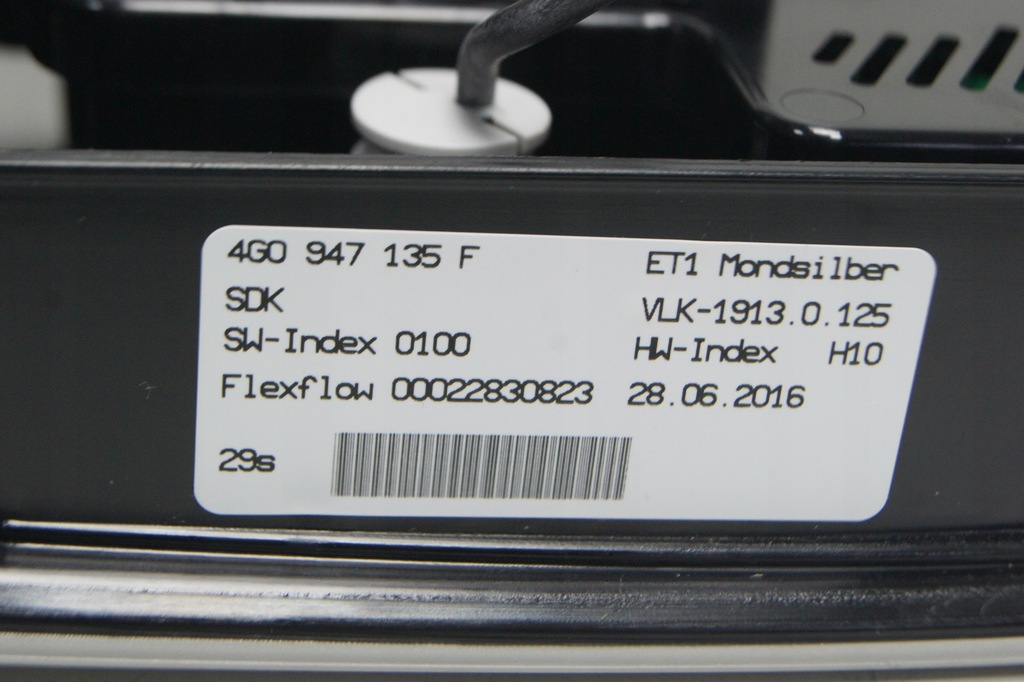 4G0 947 135 F ET1 Mondsilber
SDK VLK-1913.0.125
SW-Index 0100 HW-Index H10
Flexflow 00022830823 28.06.2016
29s